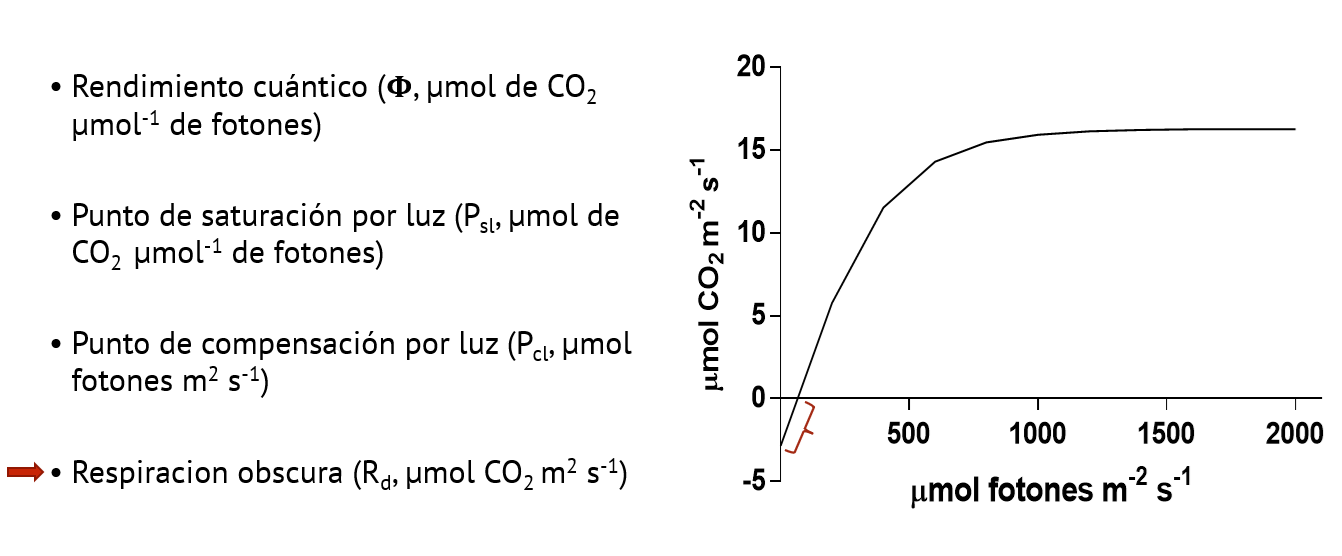 • Rendimiento cuántico (Φ, µmol de CO₂
µmol⁻¹ de fotones)
• Punto de saturación por luz (Pₛₗ, µmol de
CO₂ µmol⁻¹ de fotones)
• Punto de compensación por luz (P_cl, µmol
fotones m² s⁻¹)
• Respiracion obscura (R_d, µmol CO₂ m² s⁻¹)
µmol CO₂ m⁻² s⁻¹
20
15
10
5
0
-5
500 1000 1500 2000
µmol fotones m⁻² s⁻¹